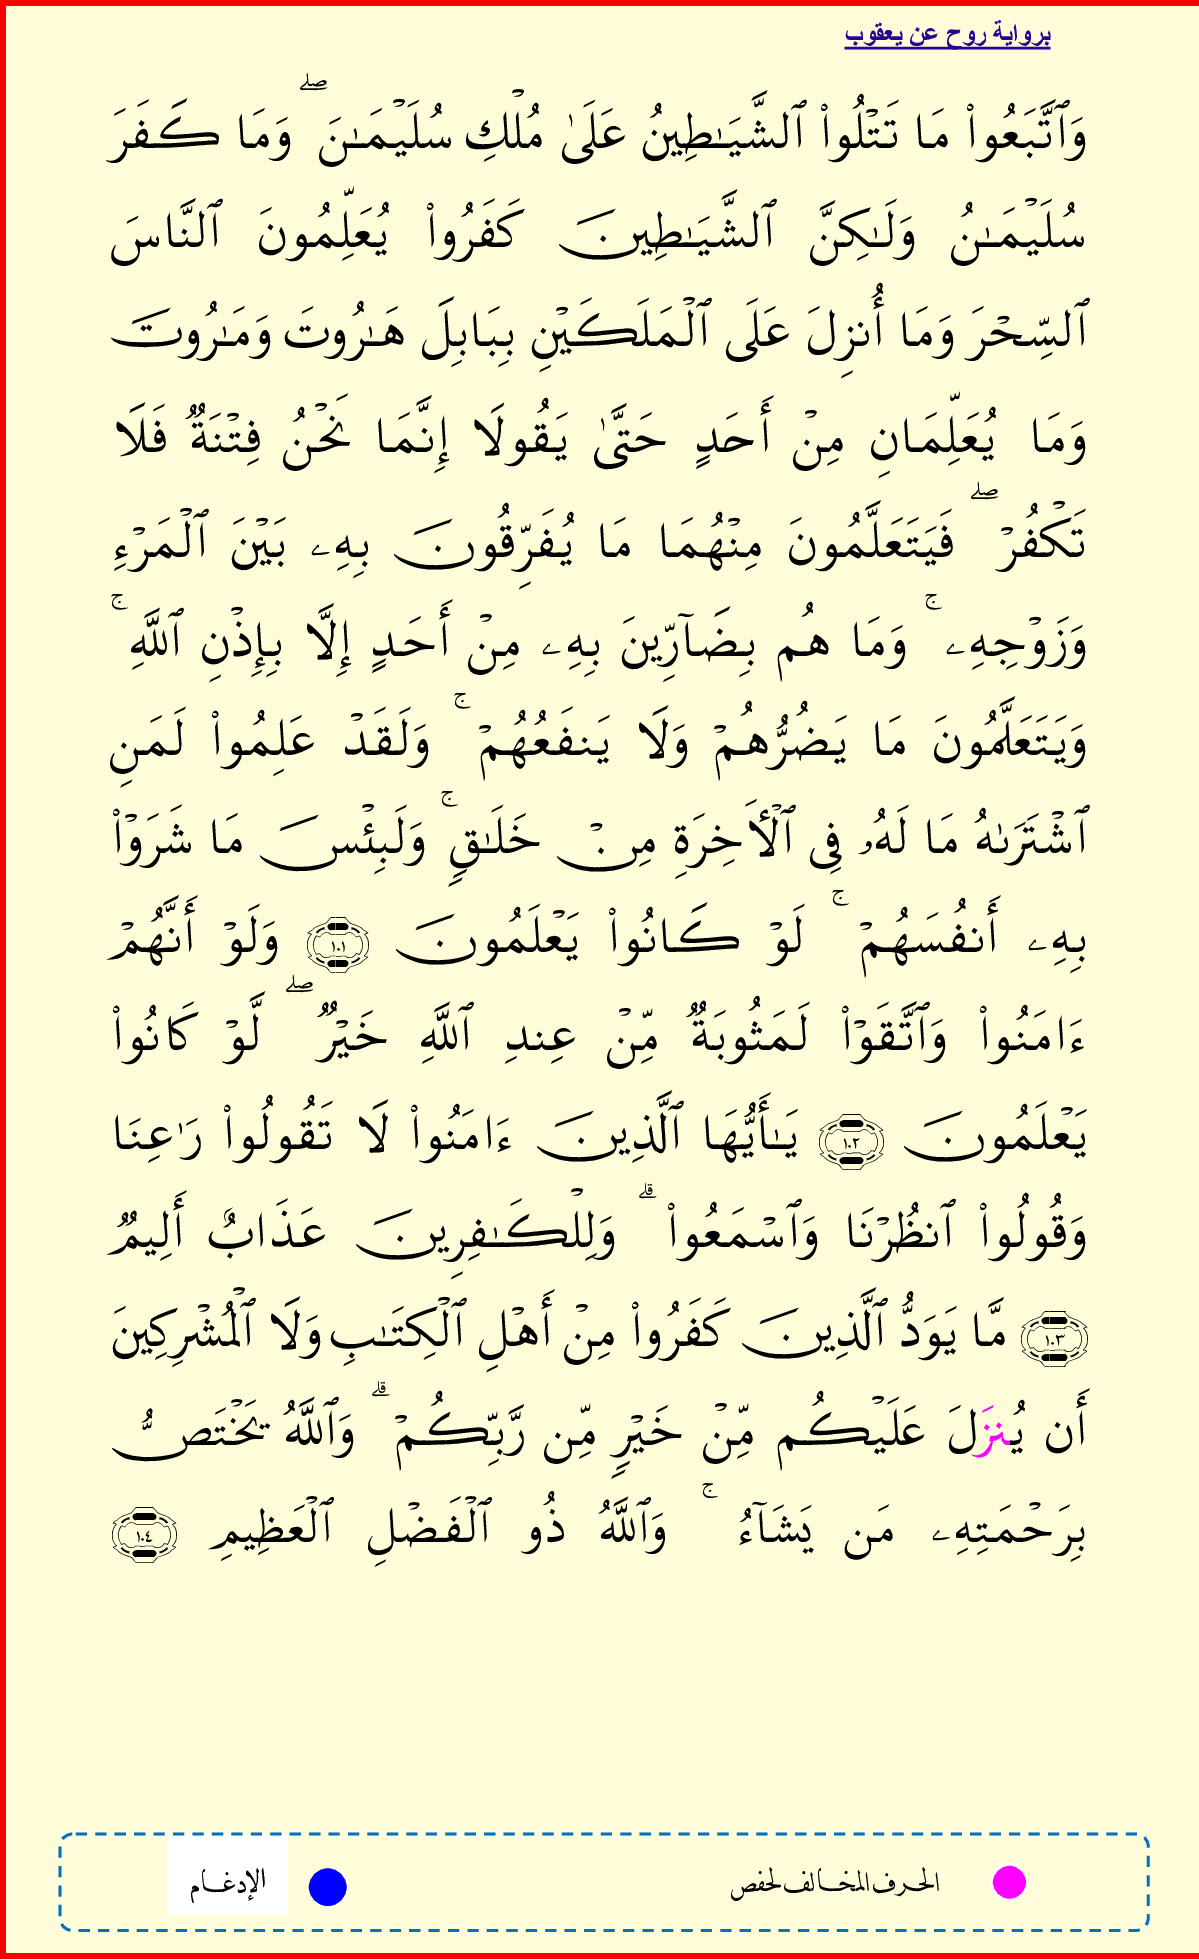 برواية روح عن يعقوب
وَٱتَّبَعُوا۟ مَا تَتْلُوا۟ ٱلشَّيَـٰطِينُ عَلَىٰ مُلْكِ سُلَيْمَـٰنَ ۖ وَمَا كَفَرَ
سُلَيْمَـٰنُ وَلَـٰكِنَّ ٱلشَّيَـٰطِينَ كَفَرُوا۟ يُعَلِّمُونَ ٱلنَّاسَ
ٱلسِّحْرَ وَمَا أُنزِلَ عَلَى ٱلْمَلَكَيْنِ بِبَابِلَ هَـٰرُوتَ وَمَـٰرُوتَ
وَمَا يُعَلِّمَانِ مِنْ أَحَدٍ حَتَّىٰ يَقُولَا إِنَّمَا نَحْنُ فِتْنَةٌ فَلَا
تَكْفُرْ ۖ فَيَتَعَلَّمُونَ مِنْهُمَا مَا يُفَرِّقُونَ بِهِۦ بَيْنَ ٱلْمَرْءِ
وَزَوْجِهِۦ ۚ وَمَا هُم بِضَآرِّينَ بِهِۦ مِنْ أَحَدٍ إِلَّا بِإِذْنِ ٱللَّهِ ۚ
وَيَتَعَلَّمُونَ مَا يَضُرُّهُمْ وَلَا يَنفَعُهُمْ ۚ وَلَقَدْ عَلِمُوا۟ لَمَنِ
ٱشْتَرَىٰهُ مَا لَهُۥ فِى ٱلْـَٔاخِرَةِ مِنْ خَلَـٰقٍ ۚ وَلَبِئْسَ مَا شَرَوْا۟
بِهِۦ أَنفُسَهُمْ ۚ لَوْ كَانُوا۟ يَعْلَمُونَ ١٠١ وَلَوْ أَنَّهُمْ
ءَامَنُوا۟ وَٱتَّقَوْا۟ لَمَثُوبَةٌ مِّنْ عِندِ ٱللَّهِ خَيْرٌ ۖ لَّوْ كَانُوا۟
يَعْلَمُونَ ١٠٢ يَـٰأَيُّهَا ٱلَّذِينَ ءَامَنُوا۟ لَا تَقُولُوا۟ رَٰعِنَا
وَقُولُوا۟ ٱنظُرْنَا وَٱسْمَعُوا۟ ۗ وَلِلْكَـٰفِرِينَ عَذَابٌ أَلِيمٌ
١٠٣ مَّا يَوَدُّ ٱلَّذِينَ كَفَرُوا۟ مِنْ أَهْلِ ٱلْكِتَـٰبِ وَلَا ٱلْمُشْرِكِينَ
أَن يُنزَلَ عَلَيْكُم مِّنْ خَيْرٍ مِّن رَّبِّكُمْ ۗ وَٱللَّهُ يَخْتَصُّ
بِرَحْمَتِهِۦ مَن يَشَآءُ ۚ وَٱللَّهُ ذُو ٱلْفَضْلِ ٱلْعَظِيمِ ١٠٤
الحرف المخالف لحفص
الإدغام